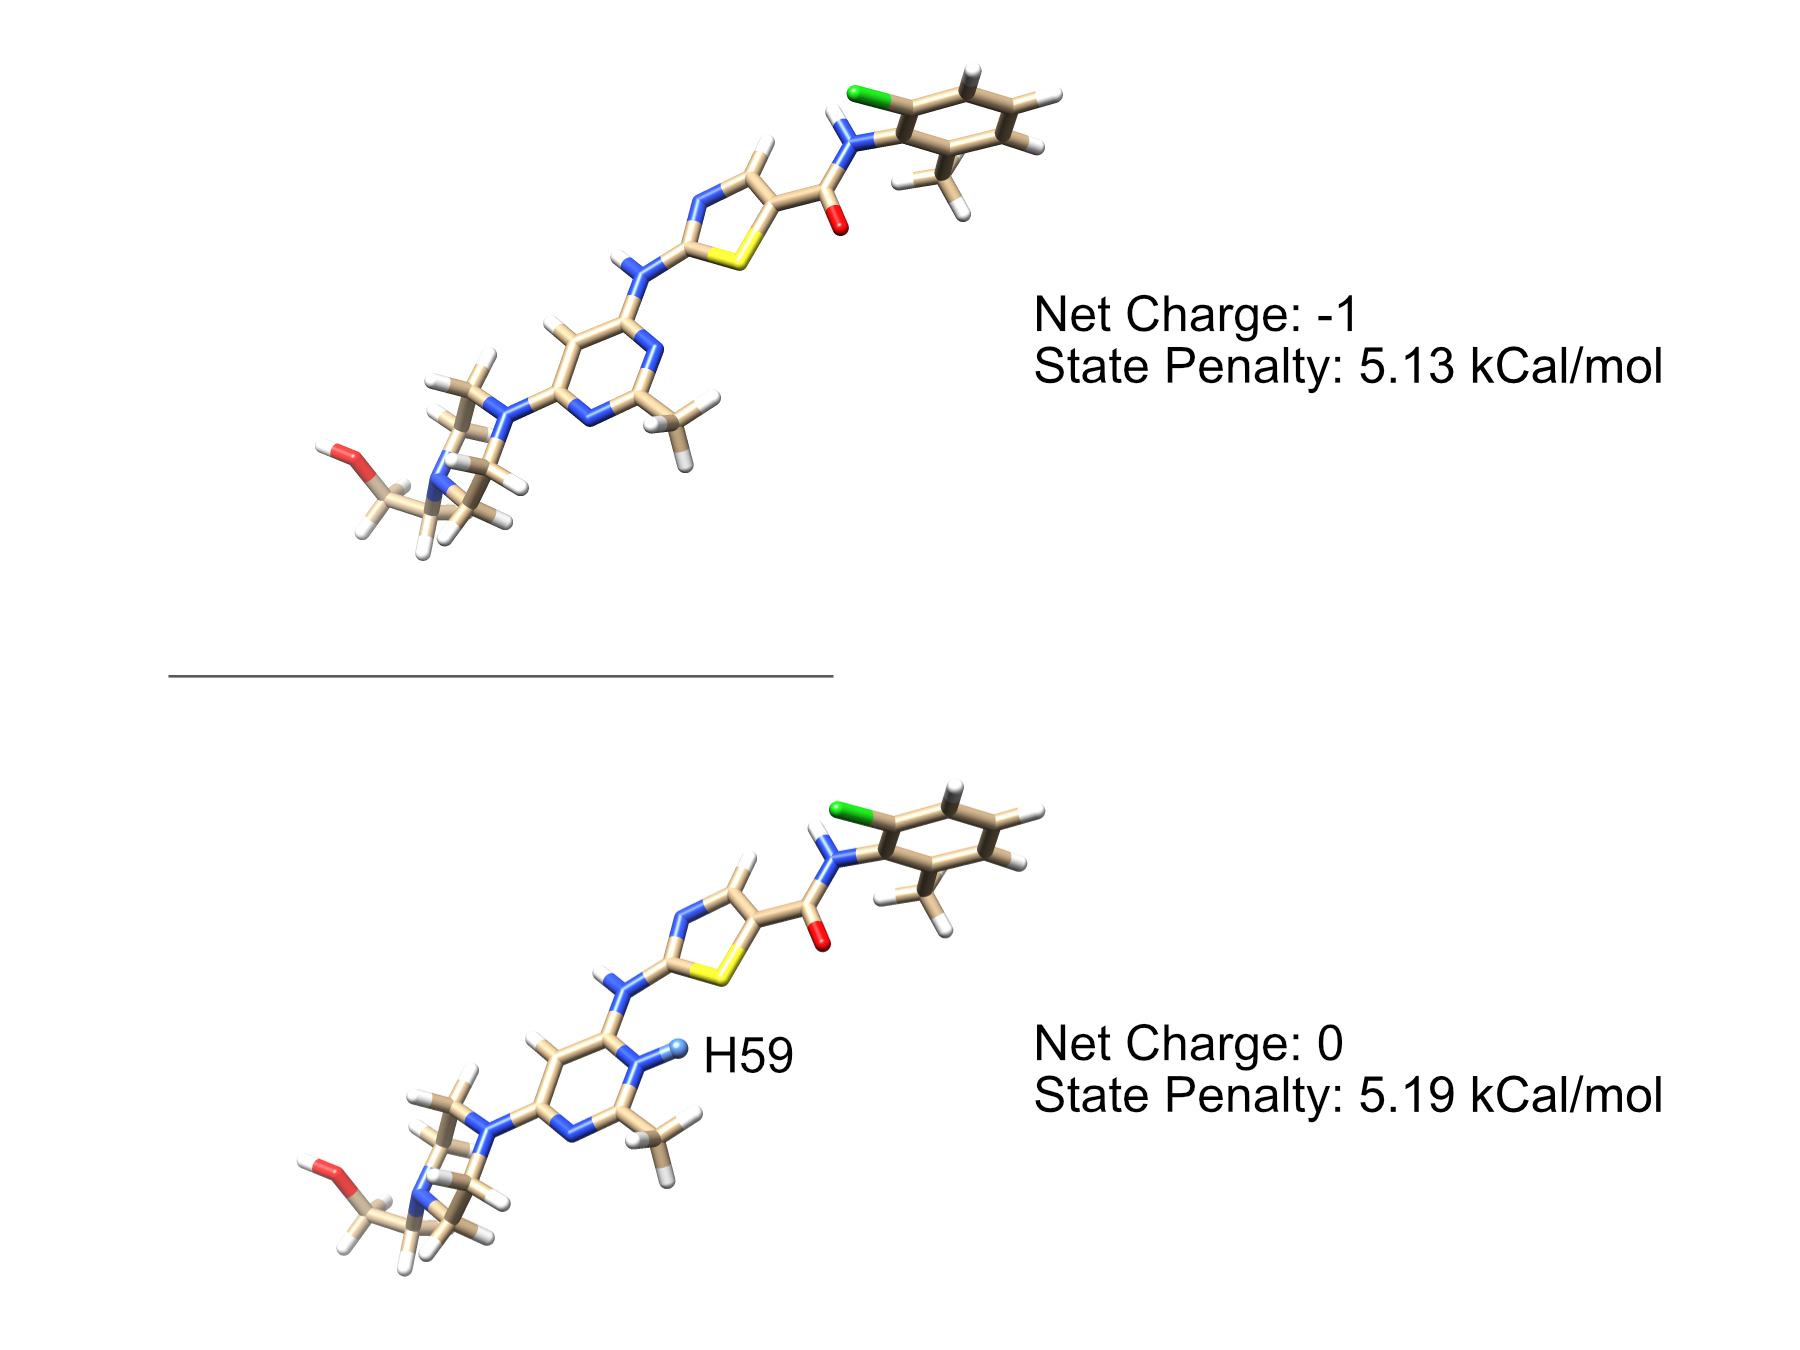 Net Charge: -1
State Penalty: 5.13 kCal/mol
H59
Net Charge: 0
State Penalty: 5.19 kCal/mol